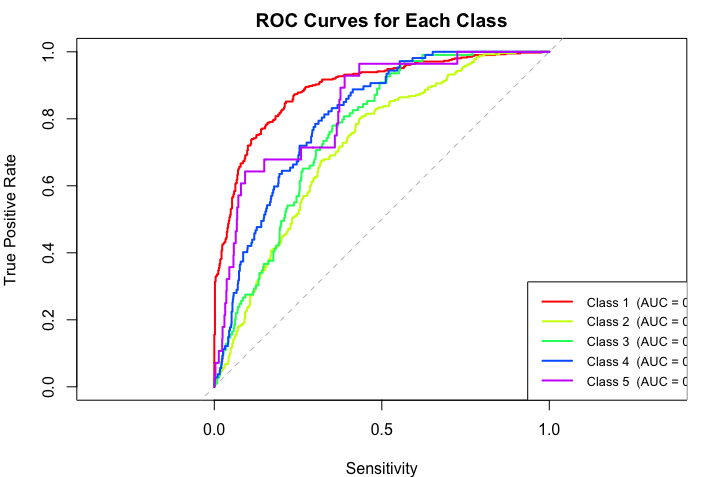 ROC Curves for Each Class
True Positive Rate
1.0
0.8
0.6
0.4
0.2
0.0
Class 1 (AUC = 0
Class 2 (AUC = 0
Class 3 (AUC = 0
Class 4 (AUC = 0
Class 5 (AUC = 0
0.0 0.5 1.0
Sensitivity